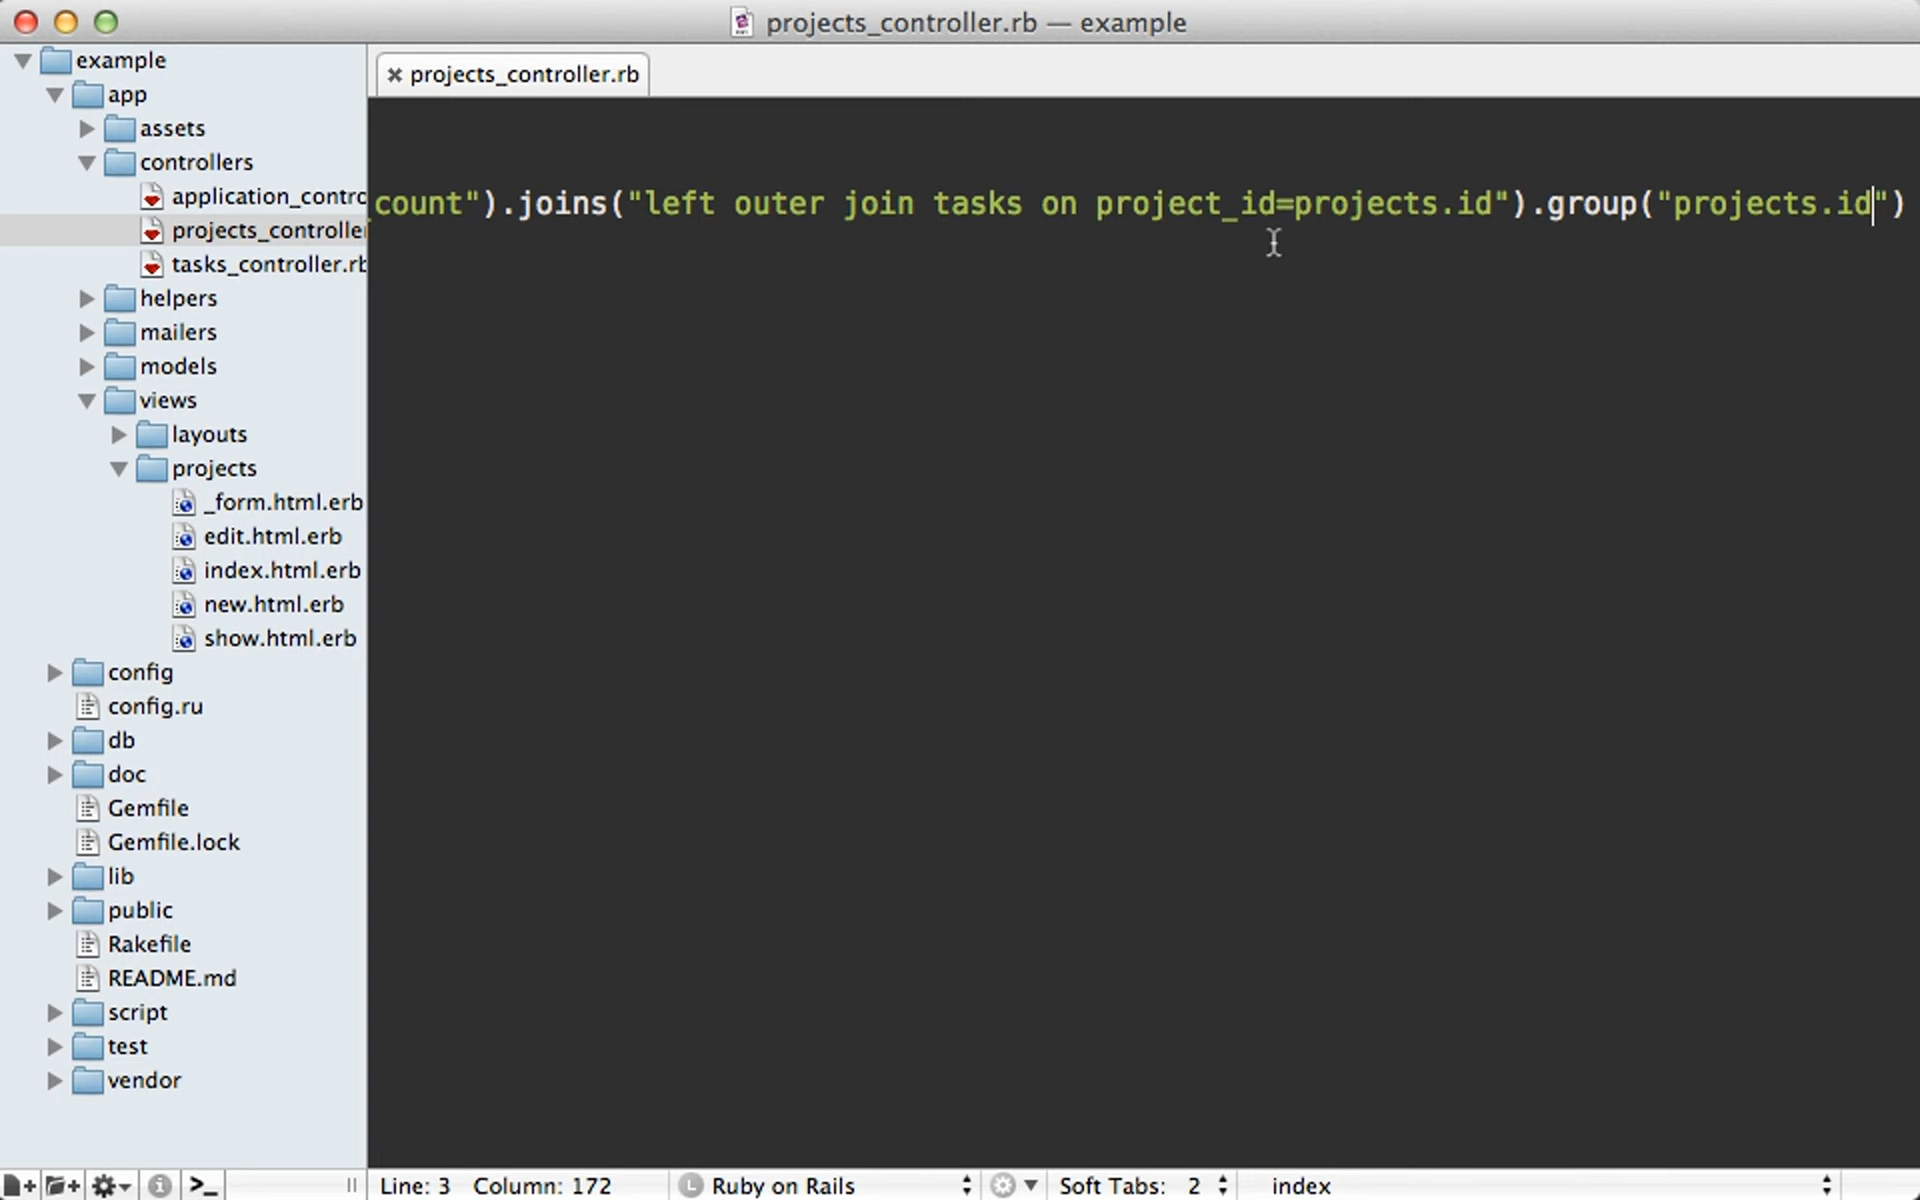 projects_controller.rb — example
example
app
assets
controllers
application_contro
projects_controller
tasks_controller.rb
helpers
mailers
models
views
layouts
projects
_form.html.erb
edit.html.erb
index.html.erb
new.html.erb
show.html.erb
config
config.ru
db
doc
Gemfile
Gemfile.lock
lib
public
Rakefile
README.md
script
test
vendor
projects_controller.rb
count").joins("left outer join tasks on project_id=projects.id").group("projects.id")
Line: 3 Column: 172 L Ruby on Rails Soft Tabs: 2 index